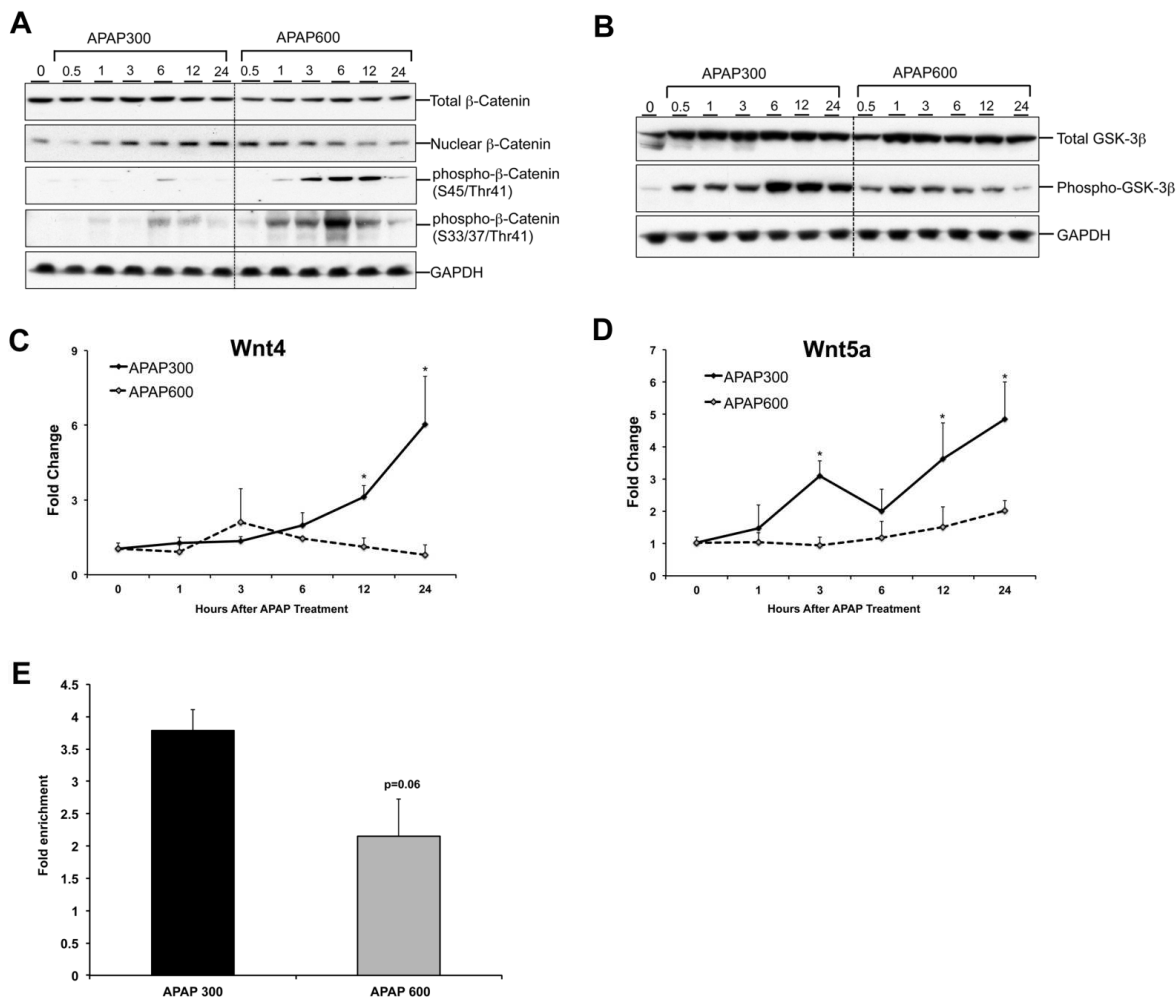 A
APAP300 APAP600
0 0.5 1 3 6 12 24 0.5 1 3 6 12 24
Total β-Catenin
Nuclear β-Catenin
phospho-β-Catenin
(S45/Thr41)
phospho-β-Catenin
(S33/37/Thr41)
GAPDH
B
APAP300 APAP600
0 0.5 1 3 6 12 24 0.5 1 3 6 12 24
Total GSK-3β
Phospho-GSK-3β
GAPDH
C
Wnt4
APAP300
APAP600
Fold Change
9
6
3
0
* *
0 1 3 6 12 24
Hours After APAP Treatment
D
Wnt5a
APAP300
APAP600
Fold Change
7
6
5
4
3
2
1
0
* * *
0 1 3 6 12 24
Hours After APAP Treatment
E
Fold enrichment
4.5
4
3.5
3
2.5
2
1.5
1
0.5
0
p=0.06
APAP 300 APAP 600